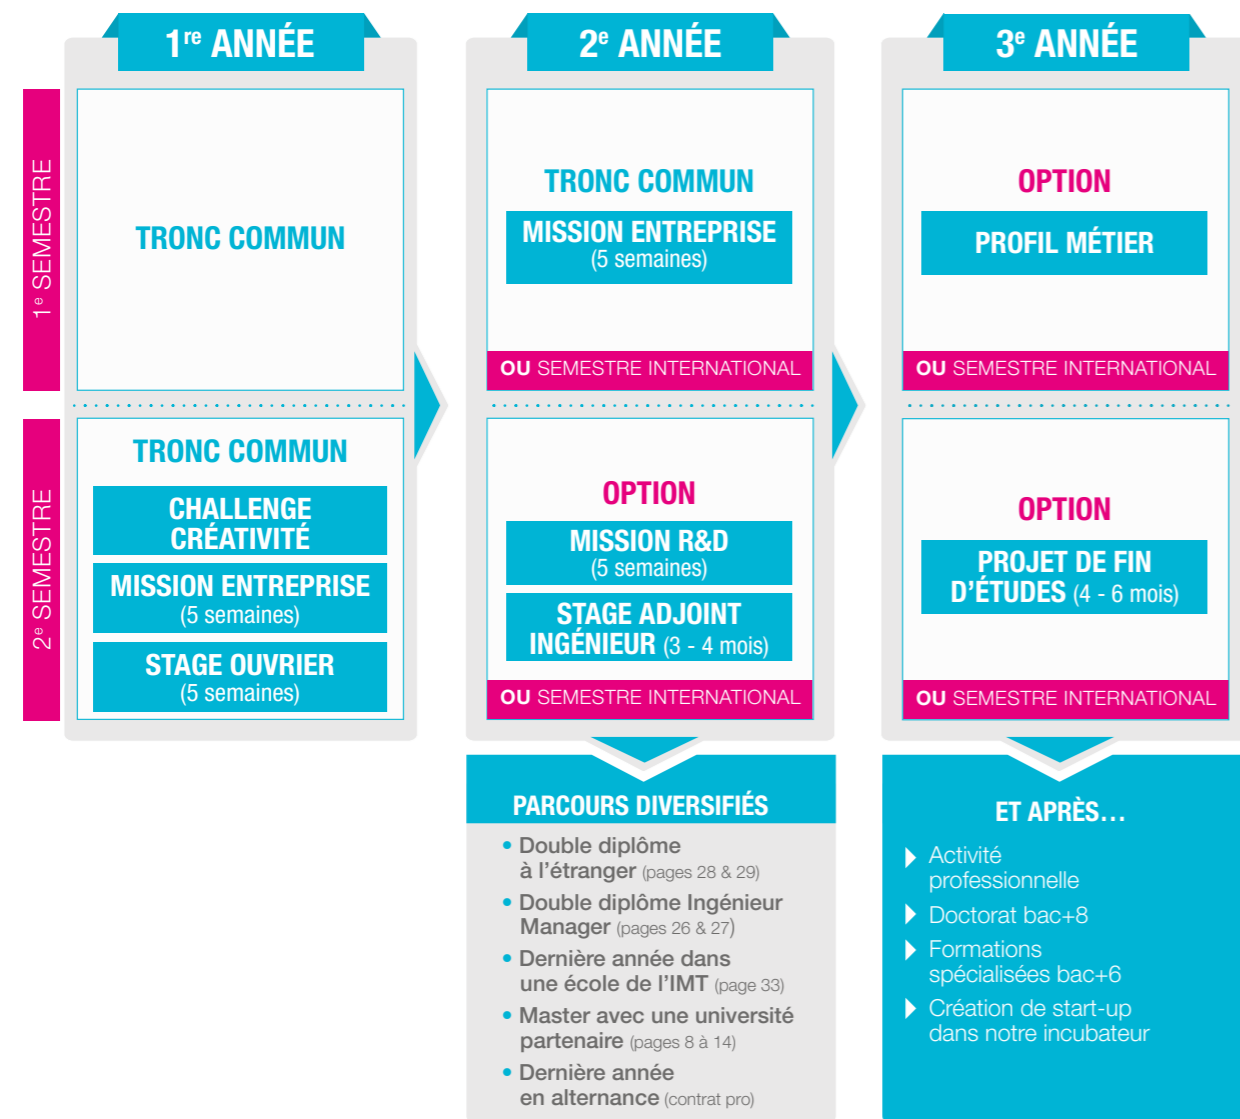 1re ANNÉE
1e SEMESTRE
TRONC COMMUN
2e SEMESTRE
TRONC COMMUN
CHALLENGE
CRÉATIVITÉ
MISSION ENTREPRISE
(5 semaines)
STAGE OUVRIER
(5 semaines)
2e ANNÉE
TRONC COMMUN
MISSION ENTREPRISE
(5 semaines)
OU SEMESTRE INTERNATIONAL
OPTION
MISSION R&D
(5 semaines)
STAGE ADJOINT
INGÉNIEUR (3 - 4 mois)
OU SEMESTRE INTERNATIONAL
PARCOURS DIVERSIFIÉS
• Double diplôme
à l'étranger (pages 28 & 29)
• Double diplôme Ingénieur
Manager (pages 26 & 27)
• Dernière année dans
une école de l'IMT (page 33)
• Master avec une université
partenaire (pages 8 à 14)
• Dernière année
en alternance (contrat pro)
3e ANNÉE
OPTION
PROFIL MÉTIER
OU SEMESTRE INTERNATIONAL
OPTION
PROJET DE FIN
D'ÉTUDES (4 - 6 mois)
OU SEMESTRE INTERNATIONAL
ET APRÈS…
Activité
professionnelle
Doctorat bac+8
Formations
spécialisées bac+6
Création de start-up
dans notre incubateur